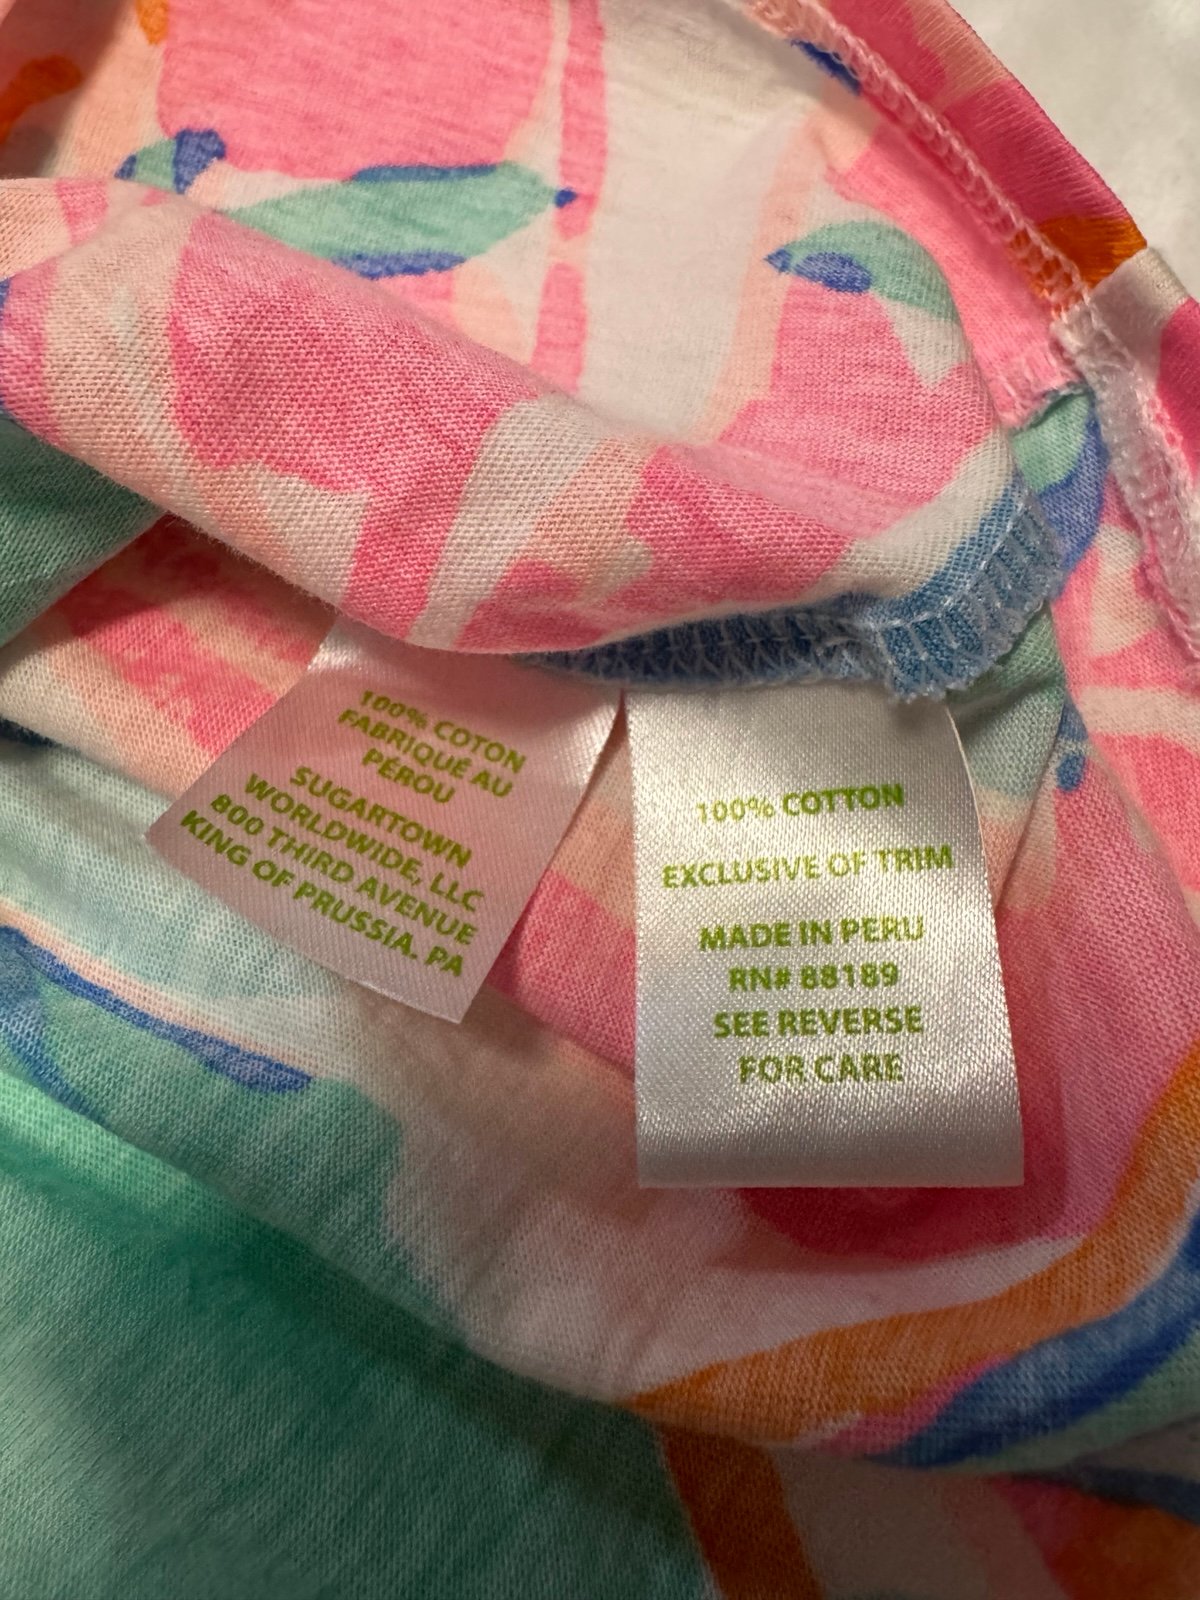 100% COTON
FABRIQUÉ AU
PÉROU
SUGARTOWN
WORLDWIDE, LLC
800 THIRD AVENUE
KING OF PRUSSIA. PA
100% COTTON
EXCLUSIVE OF TRIM
MADE IN PERU
RN# 88189
SEE REVERSE
FOR CARE